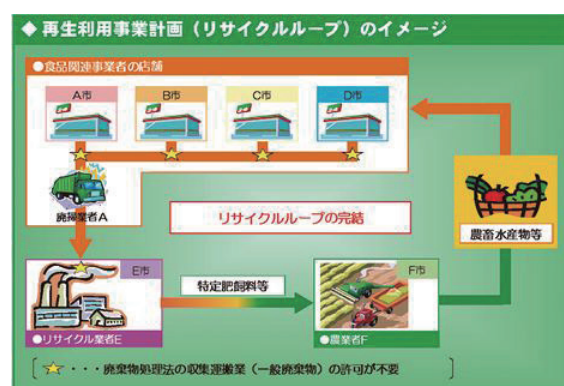 ◆ 再生利用事業計画（リサイクルループ）のイメージ
●食品関連事業者の店舗
A市 B市 C市 D市
廃掃業者A
リサイクルループの完結
農畜水産物等
E市
特定肥飼料等
F市
●リサイクル業者E
●農業者F
［☆・・・廃棄物処理法の収集運搬業（一般廃棄物）の許可が不要 ］